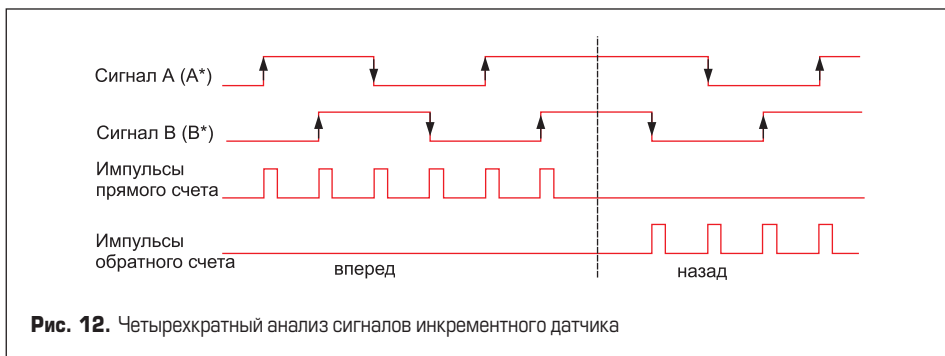 Сигнал А (А*)
Сигнал В (В*)
Импульсы
прямого счета
Импульсы
обратного счета
вперед
назад
Рис. 12. Четырехкратный анализ сигналов инкрементного датчика